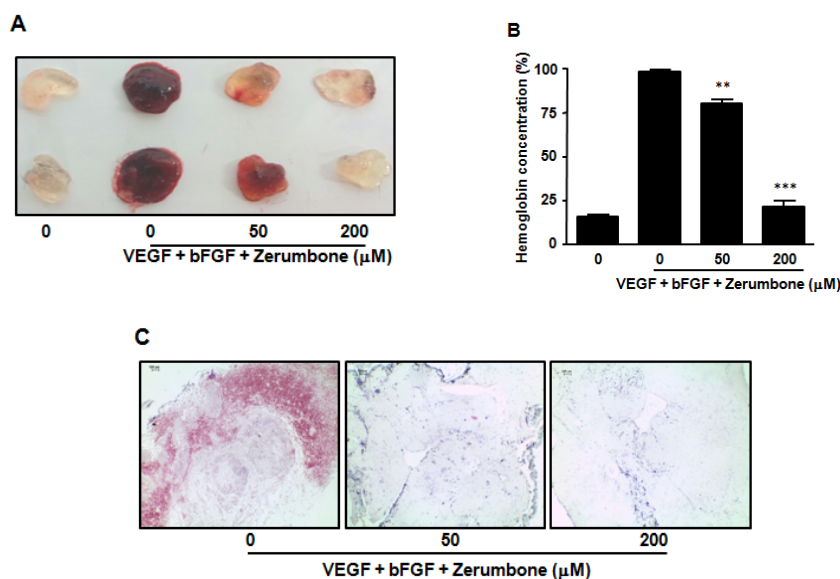 A
0 0 50 200
VEGF + bFGF + Zerumbone (μM)
B
Hemoglobin concentration (%)
100
75
50
25
0
**
***
0 0 50 200
VEGF + bFGF + Zerumbone (μM)
C
0 50 200
VEGF + bFGF + Zerumbone (μM)